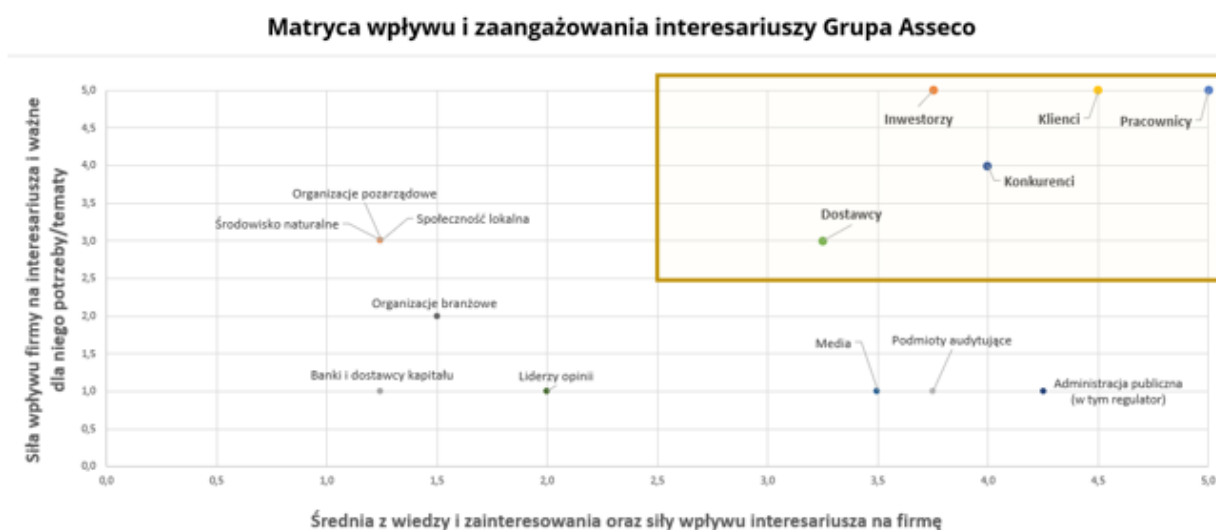 Matryca wpływu i zaangażowania interesariuszy Grupa Asseco
Siła wpływu firmy na interesariusza i ważne
dla niego potrzeby/tematy
5,0
4,5
4,0
3,5
3,0
2,5
2,0
1,5
1,0
0,5
0,0
Inwestorzy
Klienci
Pracownicy
Konkurenci
Dostawcy
Organizacje pozarządowe
Środowisko naturalne
Społeczność lokalna
Organizacje branżowe
Banki i dostawcy kapitału
Liderzy opinii
Media
Podmioty audytujące
Administracja publiczna
(w tym regulator)
0,0
0,5
1,0
1,5
2,0
2,5
3,0
3,5
4,0
4,5
5,0
Średnia z wiedzy i zainteresowania oraz siły wpływu interesariusza na firmę